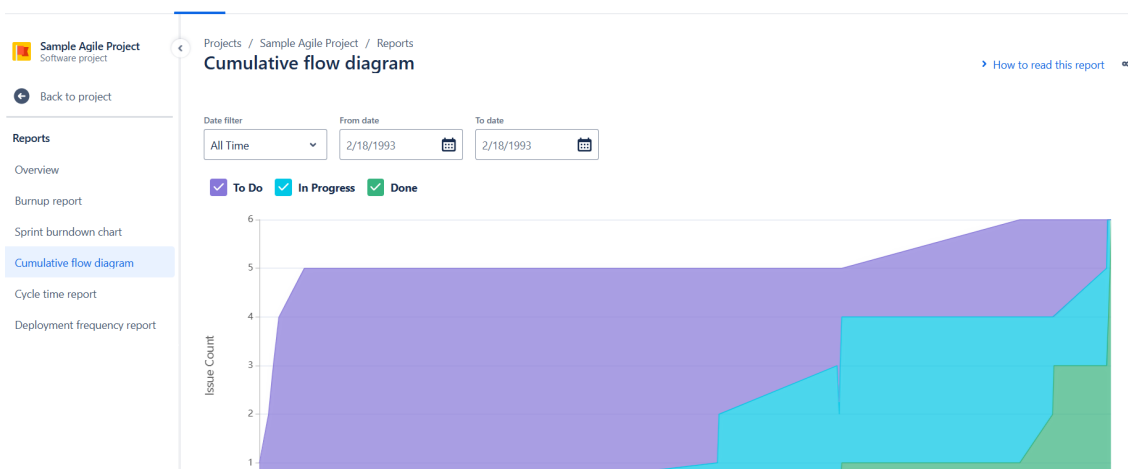 Sample Agile Project
Software project
Back to project
Reports
Overview
Burnup report
Sprint burndown chart
Cumulative flow diagram
Cycle time report
Deployment frequency report
Projects / Sample Agile Project / Reports
Cumulative flow diagram
How to read this report
Date filter From date To date
All Time 2/18/1993 2/18/1993
To Do In Progress Done
6
5
4
3
2
1
Issue Count